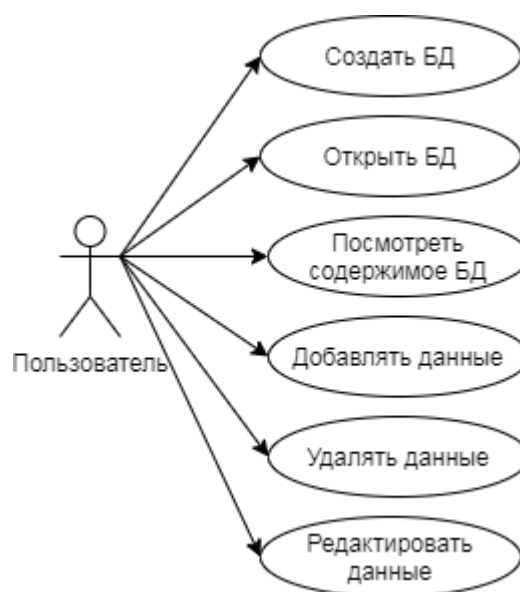 Создать БД
Открыть БД
Посмотреть
содержимое БД
Пользователь
Добавлять данные
Удалять данные
Редактировать
данные